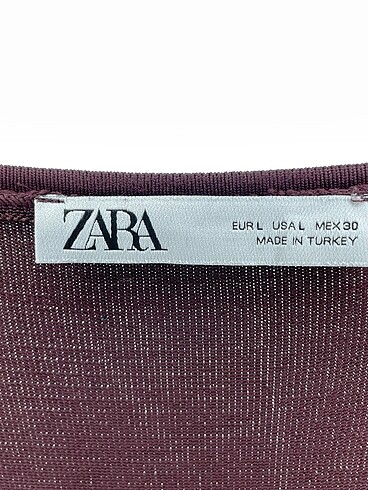 ZARA
EUR L USA L MEX 30
MADE IN TURKEY